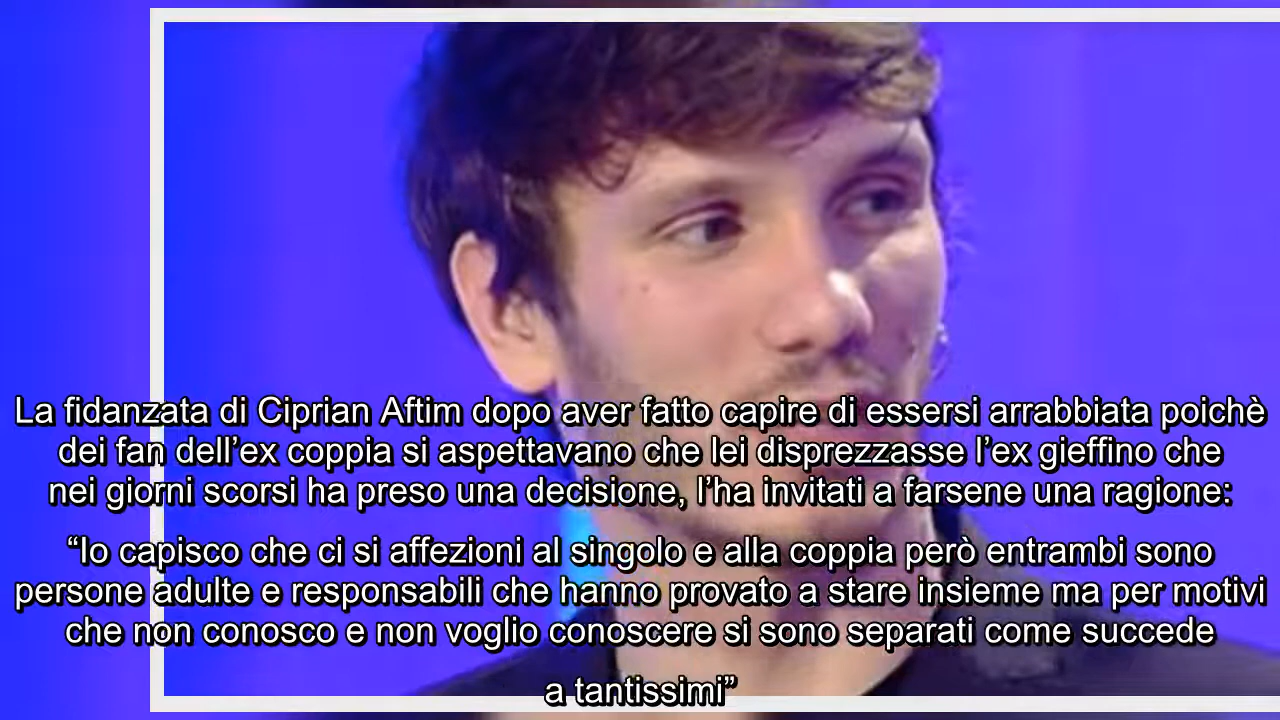 La fidanzata di Ciprian Aftim dopo aver fatto capire di essersi arrabbiata poichè
dei fan dell’ex coppia si aspettavano che lei disprezzasse l’ex gieffino che
nei giorni scorsi ha preso una decisione, l’ha invitati a farsene una ragione:
“Io capisco che ci si affezioni al singolo e alla coppia però entrambi sono
persone adulte e responsabili che hanno provato a stare insieme ma per motivi
che non conosco e non voglio conoscere si sono separati come succede
a tantissimi”